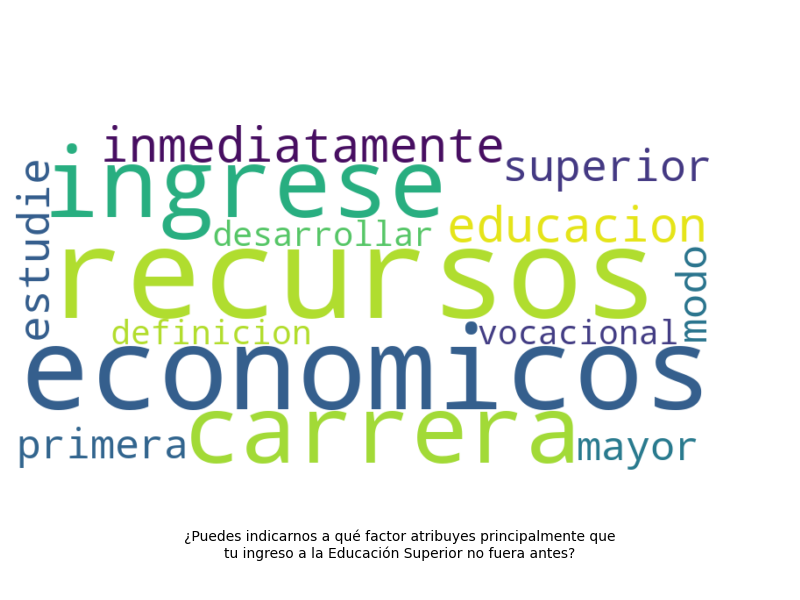 inmediatamente
superior
ingrese
estudie
educacion
desarrollar
recursos
modo
definicion
vocacional
economicos
carrera
primera
mayor
¿Puedes indicarnos a qué factor atribuyes principalmente que
tu ingreso a la Educación Superior no fuera antes?